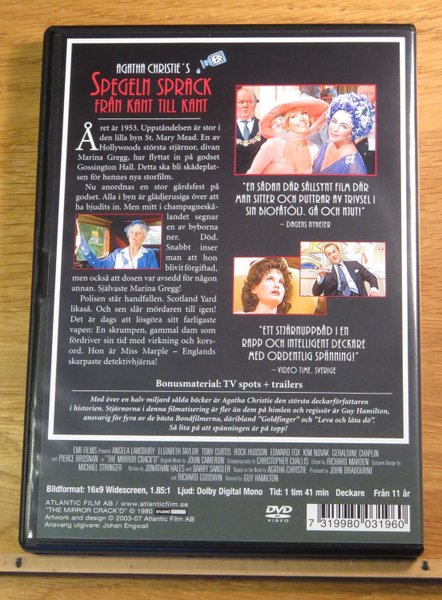 AGATHA CHRISTIE'S
SPEGELN SPRACK
FRÅN KANT TILL KANT
Året är 1953. Uppståndelsen är stor
i den lilla byn St. Mary Mead. En av
Hollywoods största stjärnor, divan
Marina Gregg, har flyttat in på godset
Gossington Hall. Detta ska bli skådeplat-
sen för hennes nya storfilm.
Nu anordnas en stor gårdsfest på
godset. Alla i byn är glädjerusiga över att
ha bjudits in. Men mitt i champagneskå-
landet segnar
en av byborna
ner. Död.
Snabbt inser
man att hon
blivit förgiftad,
men också att dosen var avsedd för någon
annan. Självaste Marina Gregg!
Polisen står handfallen. Scotland Yard
likaså. Och sen slår mördaren till igen!
Det är dags att lösgöra sitt farligaste
vapen: En skrumpen, gammal dam som
fördriver sin tid med virkning och kors-
ord. Hon är Miss Marple – Englands
skarpaste detektivhjärna!
"EN SÅDAN DÄR SÄLLSYNT FILM DÄR
MAN SITTER OCH PUTTRAR AV TRIVSEL I
SIN BIOFÅTÖLJ. GÅ OCH NJUT!"
– DAGENS NYHETER
"ETT STJÄRNUPPBÅD I EN
RAPP OCH INTELLIGENT DECKARE
MED ORDENTLIG SPÄNNING!"
– VIDEO TIME, SVERIGE
Bonusmaterial: TV spots + trailers
Med över en halv miljard sålda böcker är Agatha Christie den största deckarförfattaren
i historien. Stjärnorna i denna filmatisering är fler än dem på himlen och regissör är Guy Hamilton,
ansvarig för fyra av de bästa Bondfilmerna, däribland "Goldfinger" och "Leva och låta dö".
Sitta lite på att spänningen är på topp!
EMI FILMS Presents ANGELA LANSBURY ELIZABETH TAYLOR TONY CURTIS ROCK HUDSON EDWARD FOX KIM NOVAK GERALDINE CHAPLIN
and PIERCE BROSNAN in "THE MIRROR CRACK'D" Original Music by JOHN CAMERON Cinematography by CHRISTOPHER CHALLIS Edited by RICHARD MARDEN Costume Design by
MICHAEL STRINGER Written by JONATHAN HALES and BARRY SANDLER Based on the Book by AGATHA CHRISTIE Produced by JOHN BRABOURNE
and RICHARD GOODWIN Directed by GUY HAMILTON
Bildformat: 16x9 Widescreen, 1.85:1 Ljud: Dolby Digital Mono Tid: 1 tim 41 min Deckare Från 11 år
ATLANTIC FILM AB / www.atlanticfilm.se
"THE MIRROR CRACK'D" © 1980
Artwork and design © 2003-07 Atlantic Film AB
Ansvarig utgivare: Johan Engwall
DVD
VIDEO
7 319980 031960